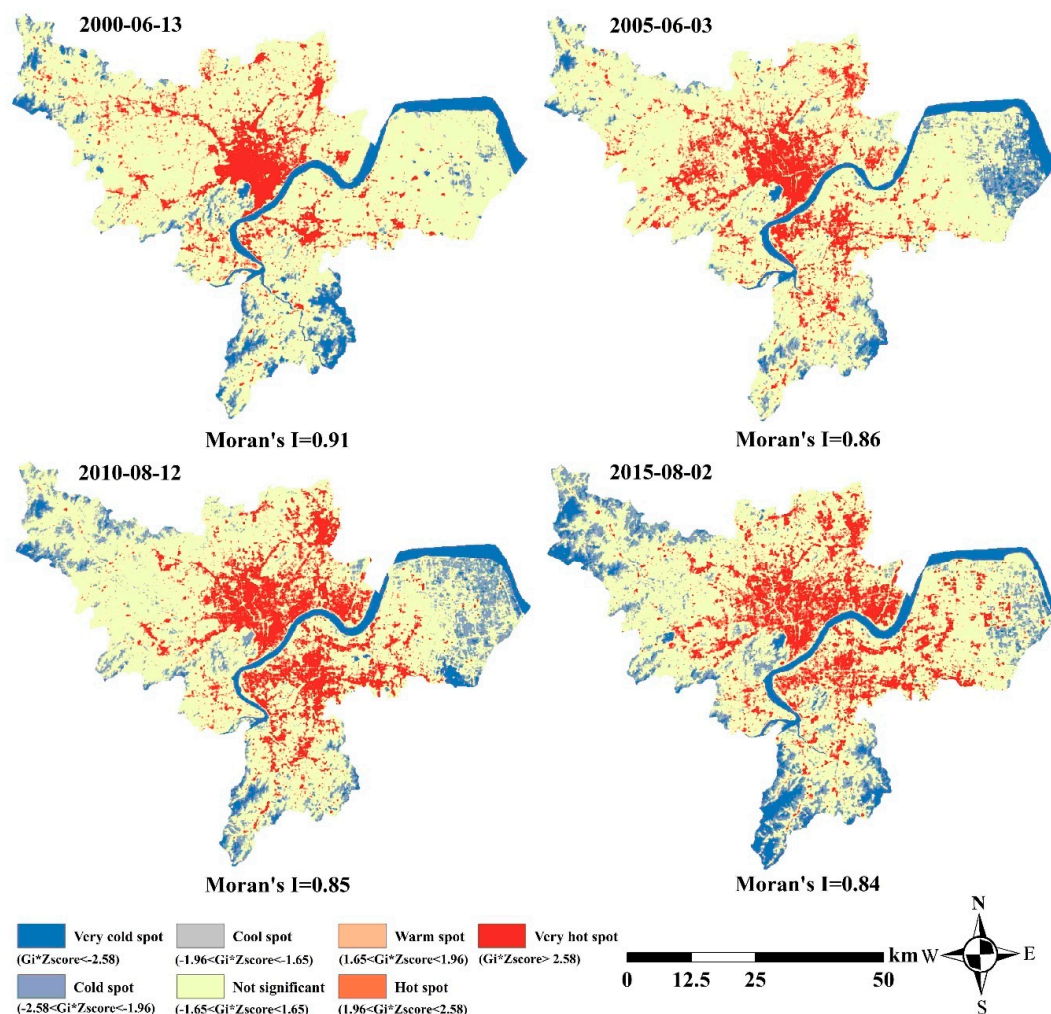 2000-06-13
2005-06-03
Moran's I=0.91
Moran's I=0.86
2010-08-12
2015-08-02
Moran's I=0.85
Moran's I=0.84
Very cold spot
(Gi*Zscore<-2.58)
Cool spot
(-1.96<Gi*Zscore<-1.65)
Warm spot
(1.65<Gi*Zscore<1.96)
Very hot spot
(Gi*Zscore> 2.58)
Cold spot
(-2.58<Gi*Zscore<-1.96)
Not significant
(-1.65<Gi*Zscore<1.65)
Hot spot
(1.96<Gi*Zscore<2.58)
km
0 12.5 25 50
N
W E
S